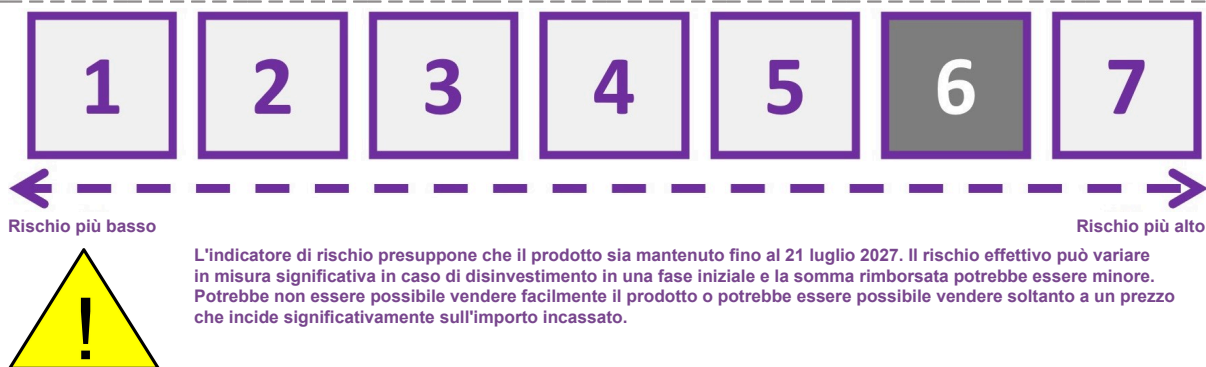 1 2 3 4 5 6 7
Rischio più basso Rischio più alto
L'indicatore di rischio presuppone che il prodotto sia mantenuto fino al 21 luglio 2027. Il rischio effettivo può variare
in misura significativa in caso di disinvestimento in una fase iniziale e la somma rimborsata potrebbe essere minore.
Potrebbe non essere possibile vendere facilmente il prodotto o potrebbe essere possibile vendere soltanto a un prezzo
che incide significativamente sull'importo incassato.
!